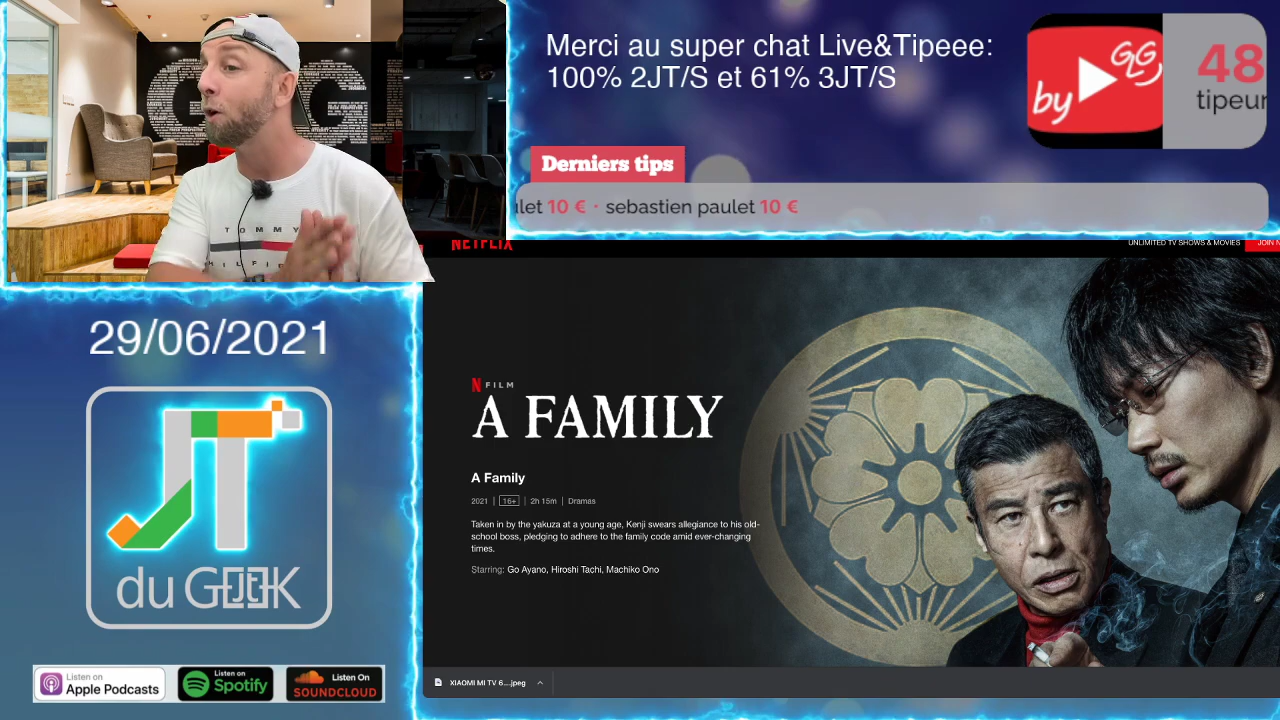 Merci au super chat Live&Tipeee:
100% 2JT/S et 61% 3JT/S
by GLG
48
tipeur
Derniers tips
ulet 10 € · sebastien paulet 10 €
TOMMY
HILFI
NETFLIX
UNLIMITED TV SHOWS & MOVIES
JOIN N
29/06/2021
JT
du GEEK
N FILM
A FAMILY
A Family
2021 | 16+ | 2h 15m | Dramas
Taken in by the yakuza at a young age, Kenji swears allegiance to his old-
school boss, pledging to adhere to the family code amid ever-changing
times.
Starring: Go Ayano, Hiroshi Tachi, Machiko Ono
Listen on
Apple Podcasts
Listen on
Spotify
Listen On
SOUNDCLOUD
XIAOMI MI TV 6....jpeg